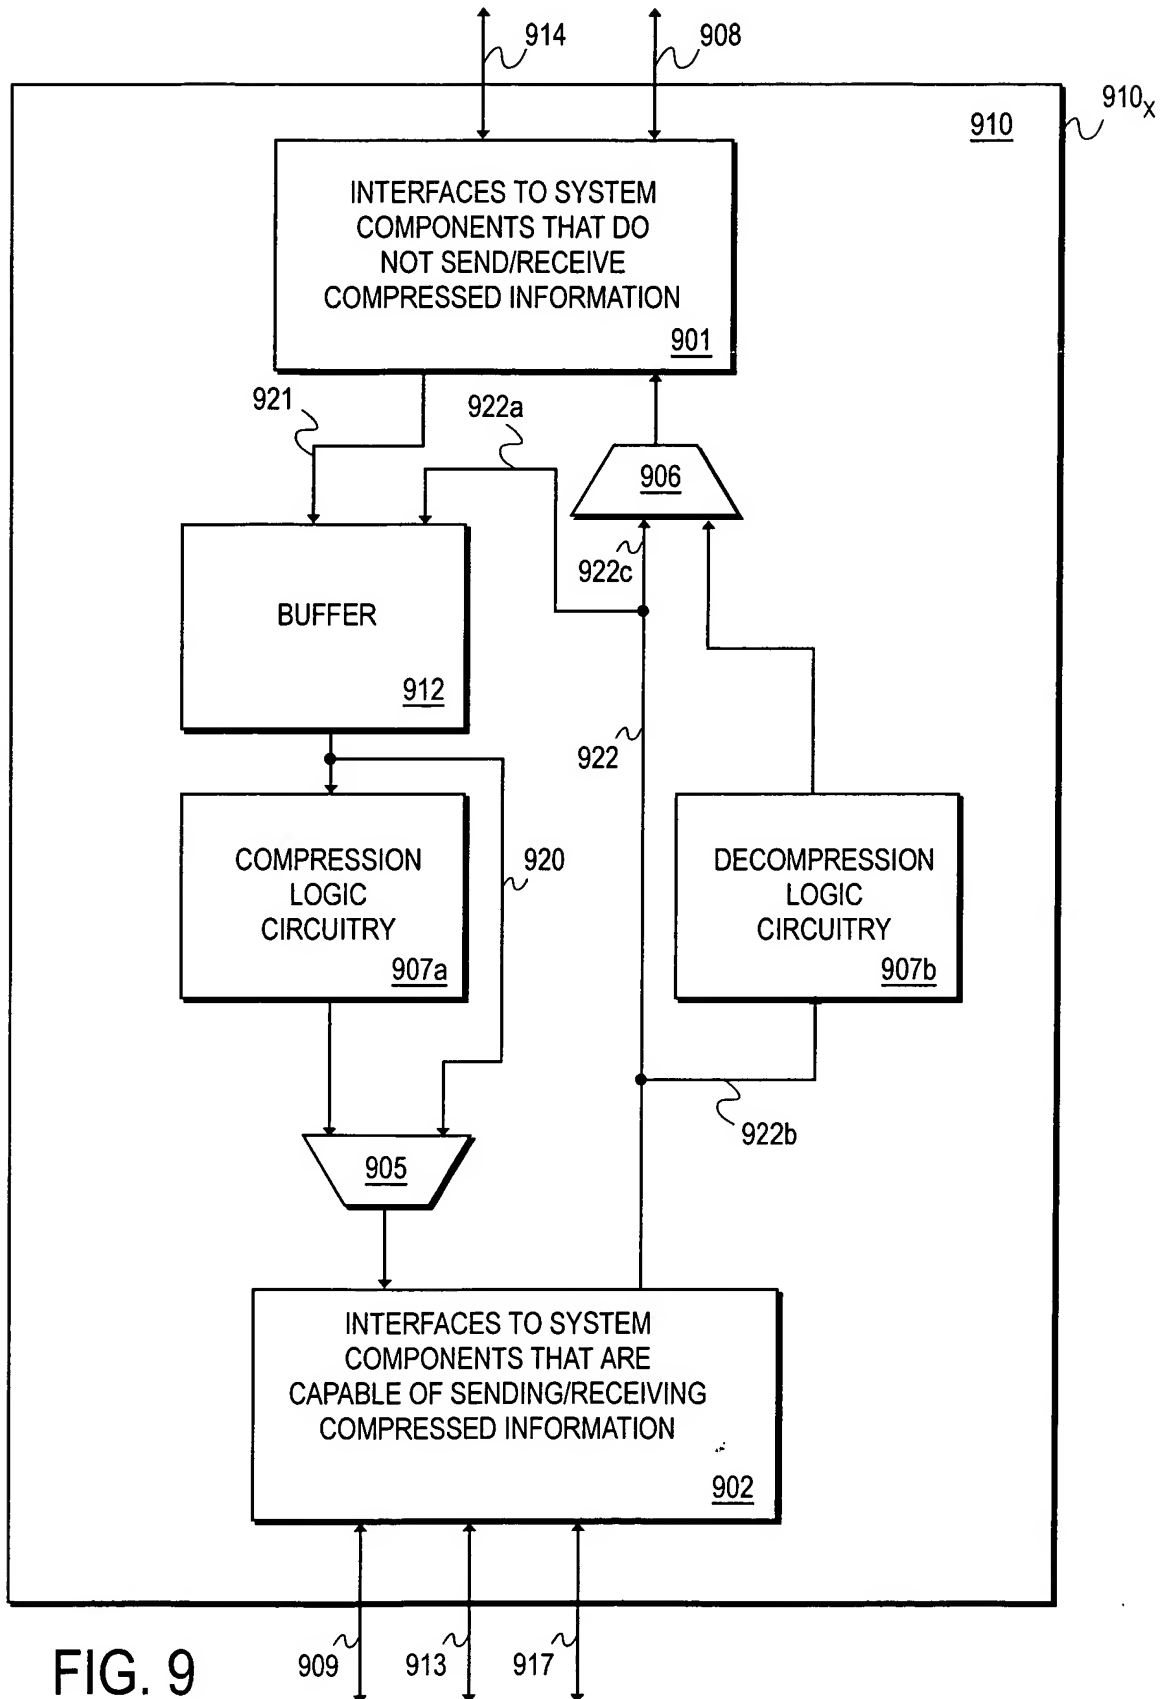 914
908
910X
910
INTERFACES TO SYSTEM
COMPONENTS THAT DO
NOT SEND/RECEIVE
COMPRESSED INFORMATION
901
921
922a
906
922c
BUFFER
912
922
COMPRESSION
LOGIC
CIRCUITRY
907a
920
DECOMPRESSION
LOGIC
CIRCUITRY
907b
922b
905
INTERFACES TO SYSTEM
COMPONENTS THAT ARE
CAPABLE OF SENDING/RECEIVING
COMPRESSED INFORMATION
902
909
913
917
FIG. 9